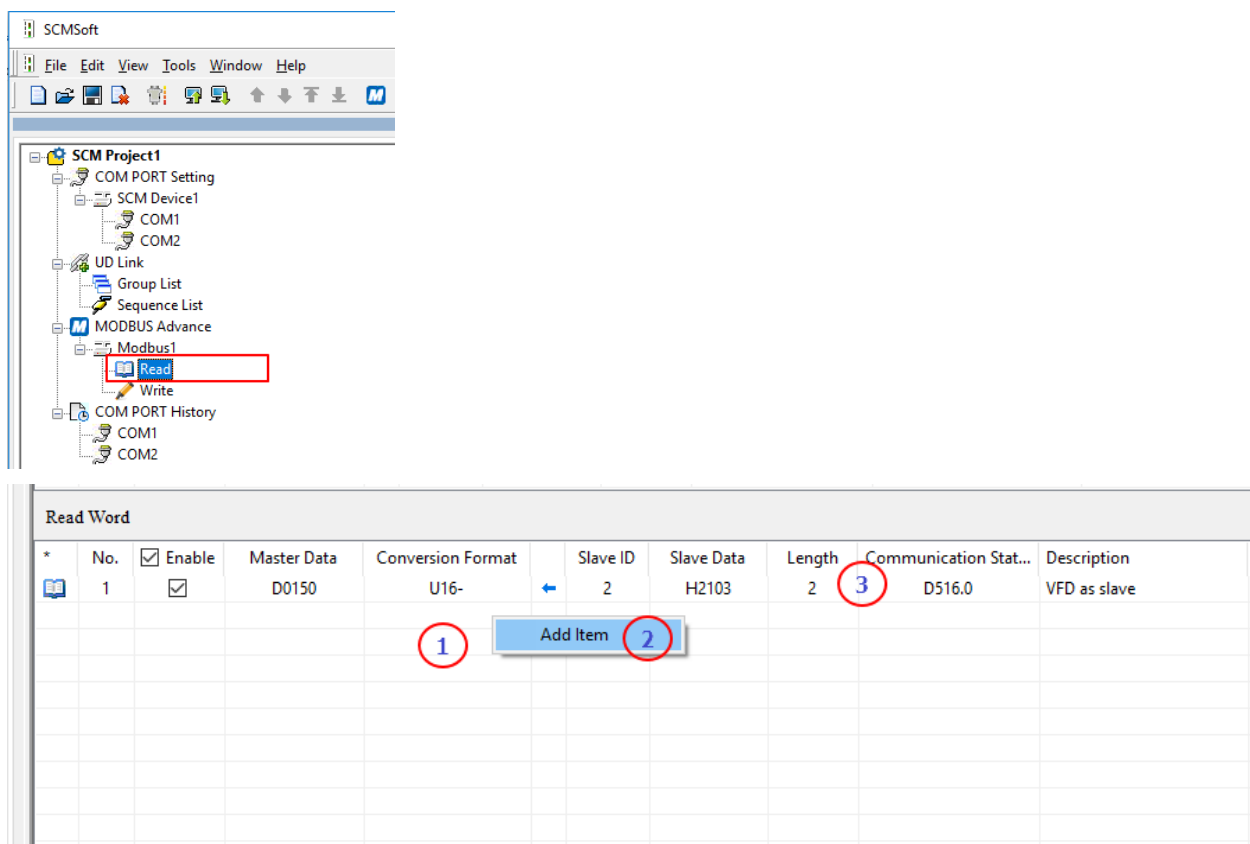 SCMSoft
File Edit View Tools Window Help
M
SCM Project1
COM PORT Setting
SCM Device1
COM1
COM2
UD Link
Group List
Sequence List
M MODBUS Advance
Modbus1
Read
Write
COM PORT History
COM1
COM2
Read Word
* No. Enable Master Data Conversion Format Slave ID Slave Data Length Communication Stat... Description
1 D0150 U16- 2 H2103 2 3 D516.0 VFD as slave
1 Add Item 2